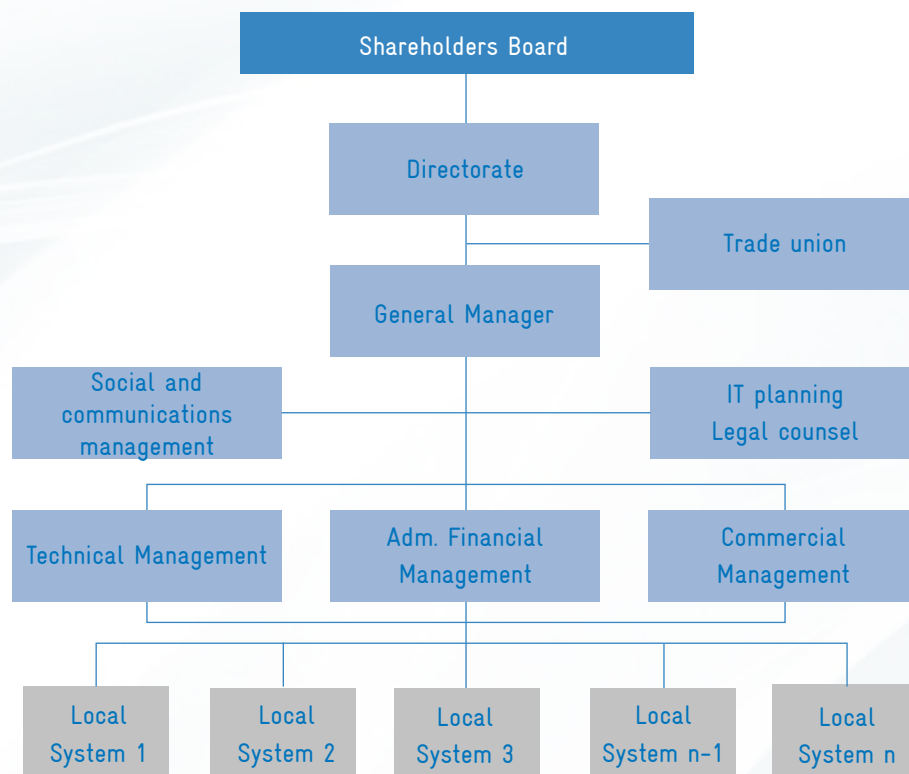 Shareholders Board
Directorate
Trade union
General Manager
Social and
communications
management
IT planning
Legal counsel
Technical Management
Adm. Financial
Management
Commercial
Management
Local
System 1
Local
System 2
Local
System 3
Local
System n-1
Local
System n